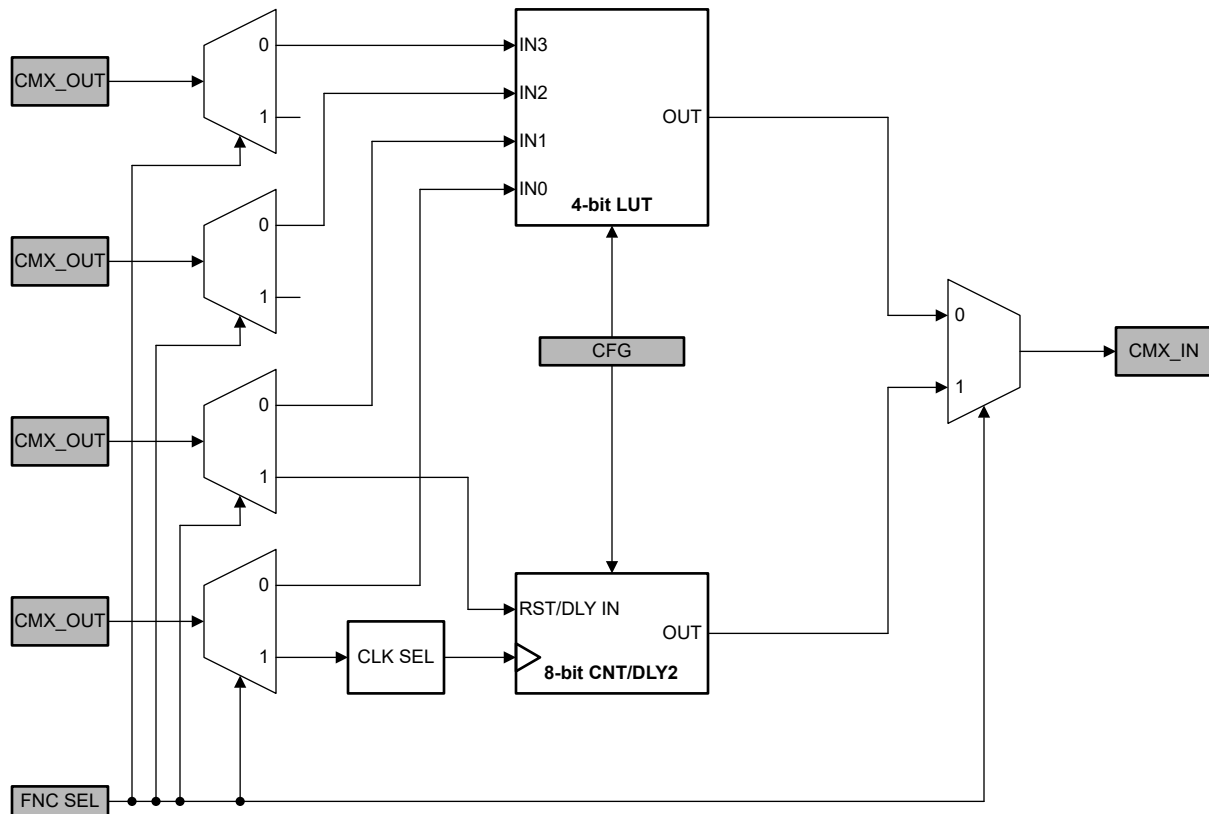 0
IN3
CMX_OUT
IN2
1
OUT
IN1
IN0
4-bit LUT
0
CMX_OUT
1
0
CFG
CMX_IN
1
0
CMX_OUT
1
0
RST/DLY IN
CMX_OUT
OUT
1
CLK SEL
8-bit CNT/DLY2
FNC SEL